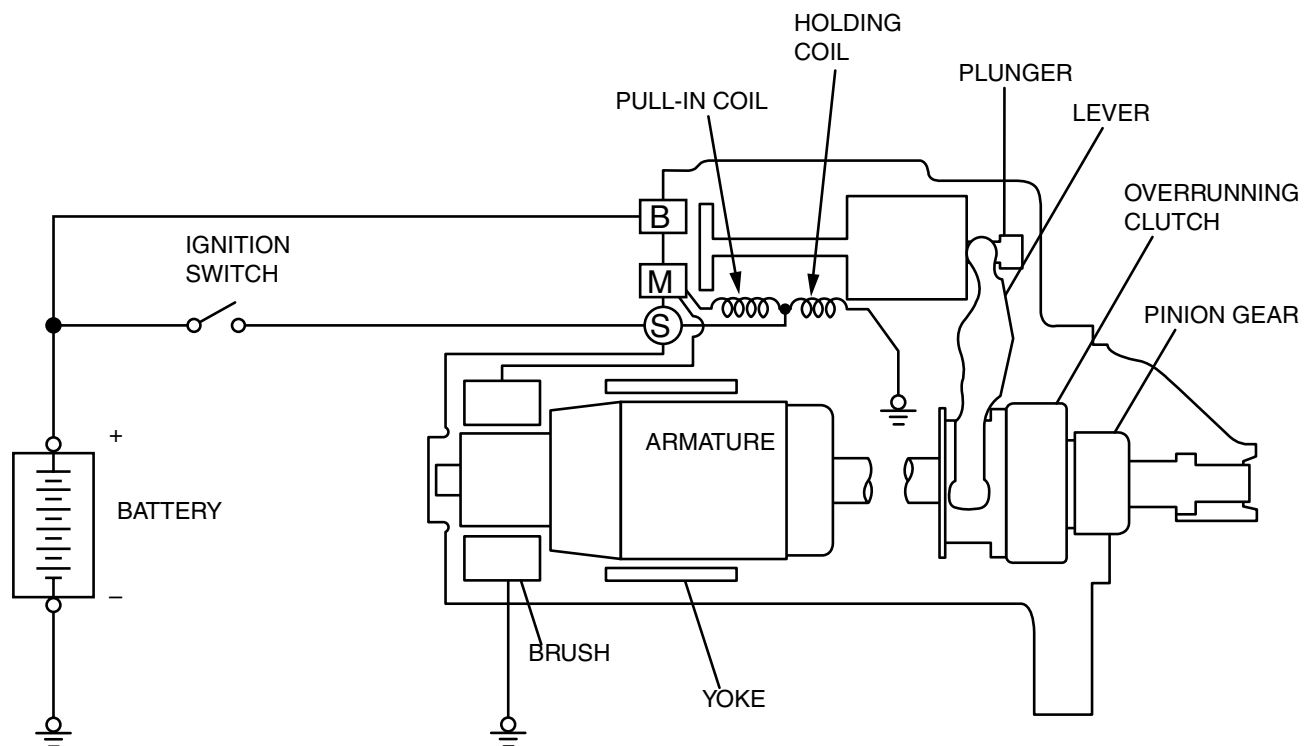 HOLDING
COIL
PLUNGER
PULL-IN COIL
LEVER
OVERRUNNING
CLUTCH
B
IGNITION
SWITCH
M
S
PINION GEAR
+
ARMATURE
BATTERY
–
BRUSH
YOKE